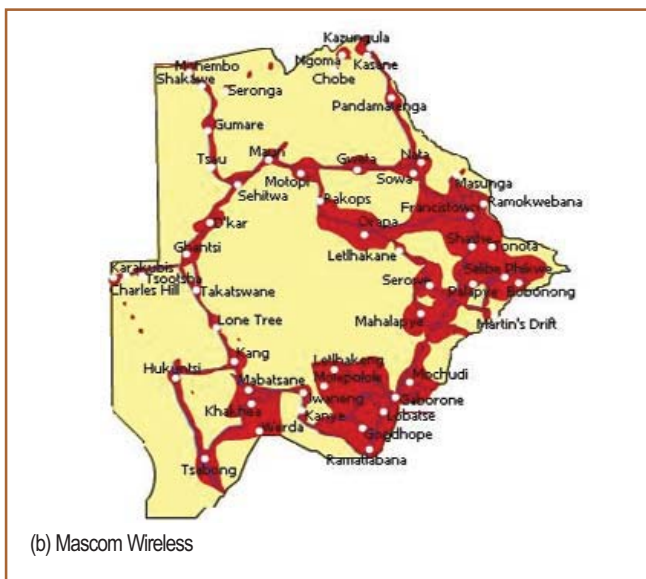 Kazungula
Ngoma
Kasane
Mohembo
Chobe
Shakawe
Seronga
Pandamatenga
Gumare
Maun
Tsau
Gweta
Nata
Motopi
Sowa
Masunga
Sehitwa
Rakops
Francistown
Ramokwebana
D'kar
Orapa
Shashe
Tonota
Ghantsi
Letlhakane
Karakubis
Tsootsha
Selibe Phikwe
Charles Hill
Takatswane
Serowe
Palapye
Bobonong
Lone Tree
Mahalapye
Martin's Drift
Kang
Letlhakeng
Hukuntsi
Mabatsane
Molepolole
Mochudi
Jwaneng
Gaborone
Khakhea
Kanye
Lobatse
Werda
Goodhope
Tsabong
Ramatlabana
(b) Mascom Wireless